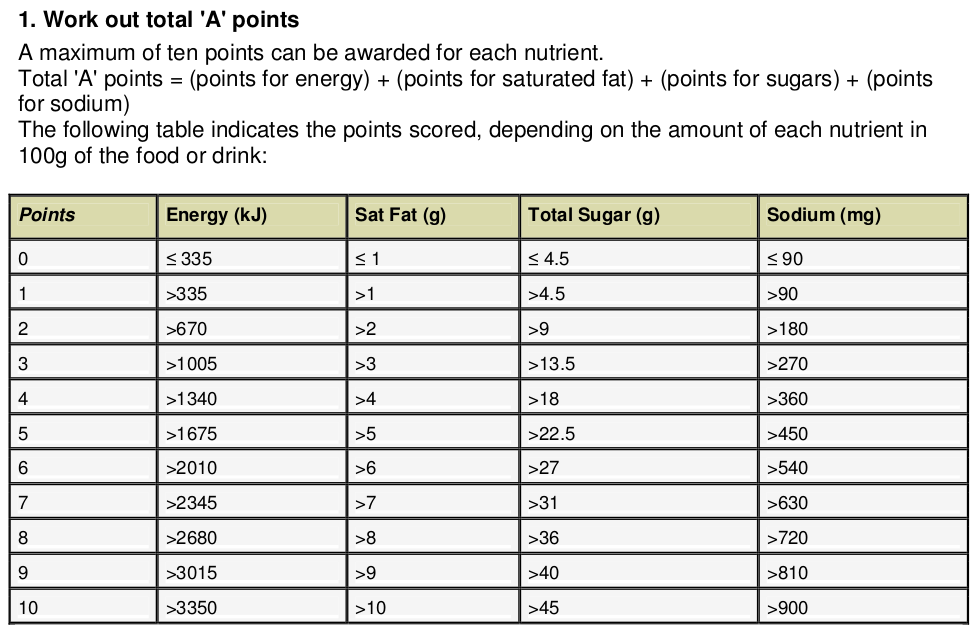 1. Work out total 'A' points
A maximum of ten points can be awarded for each nutrient.
Total 'A' points = (points for energy) + (points for saturated fat) + (points for sugars) + (points
for sodium)
The following table indicates the points scored, depending on the amount of each nutrient in
100g of the food or drink:
Points Energy (kJ) Sat Fat (g) Total Sugar (g) Sodium (mg)
0 ≤ 335 ≤ 1 ≤ 4.5 ≤ 90
1 >335 >1 >4.5 >90
2 >670 >2 >9 >180
3 >1005 >3 >13.5 >270
4 >1340 >4 >18 >360
5 >1675 >5 >22.5 >450
6 >2010 >6 >27 >540
7 >2345 >7 >31 >630
8 >2680 >8 >36 >720
9 >3015 >9 >40 >810
10 >3350 >10 >45 >900